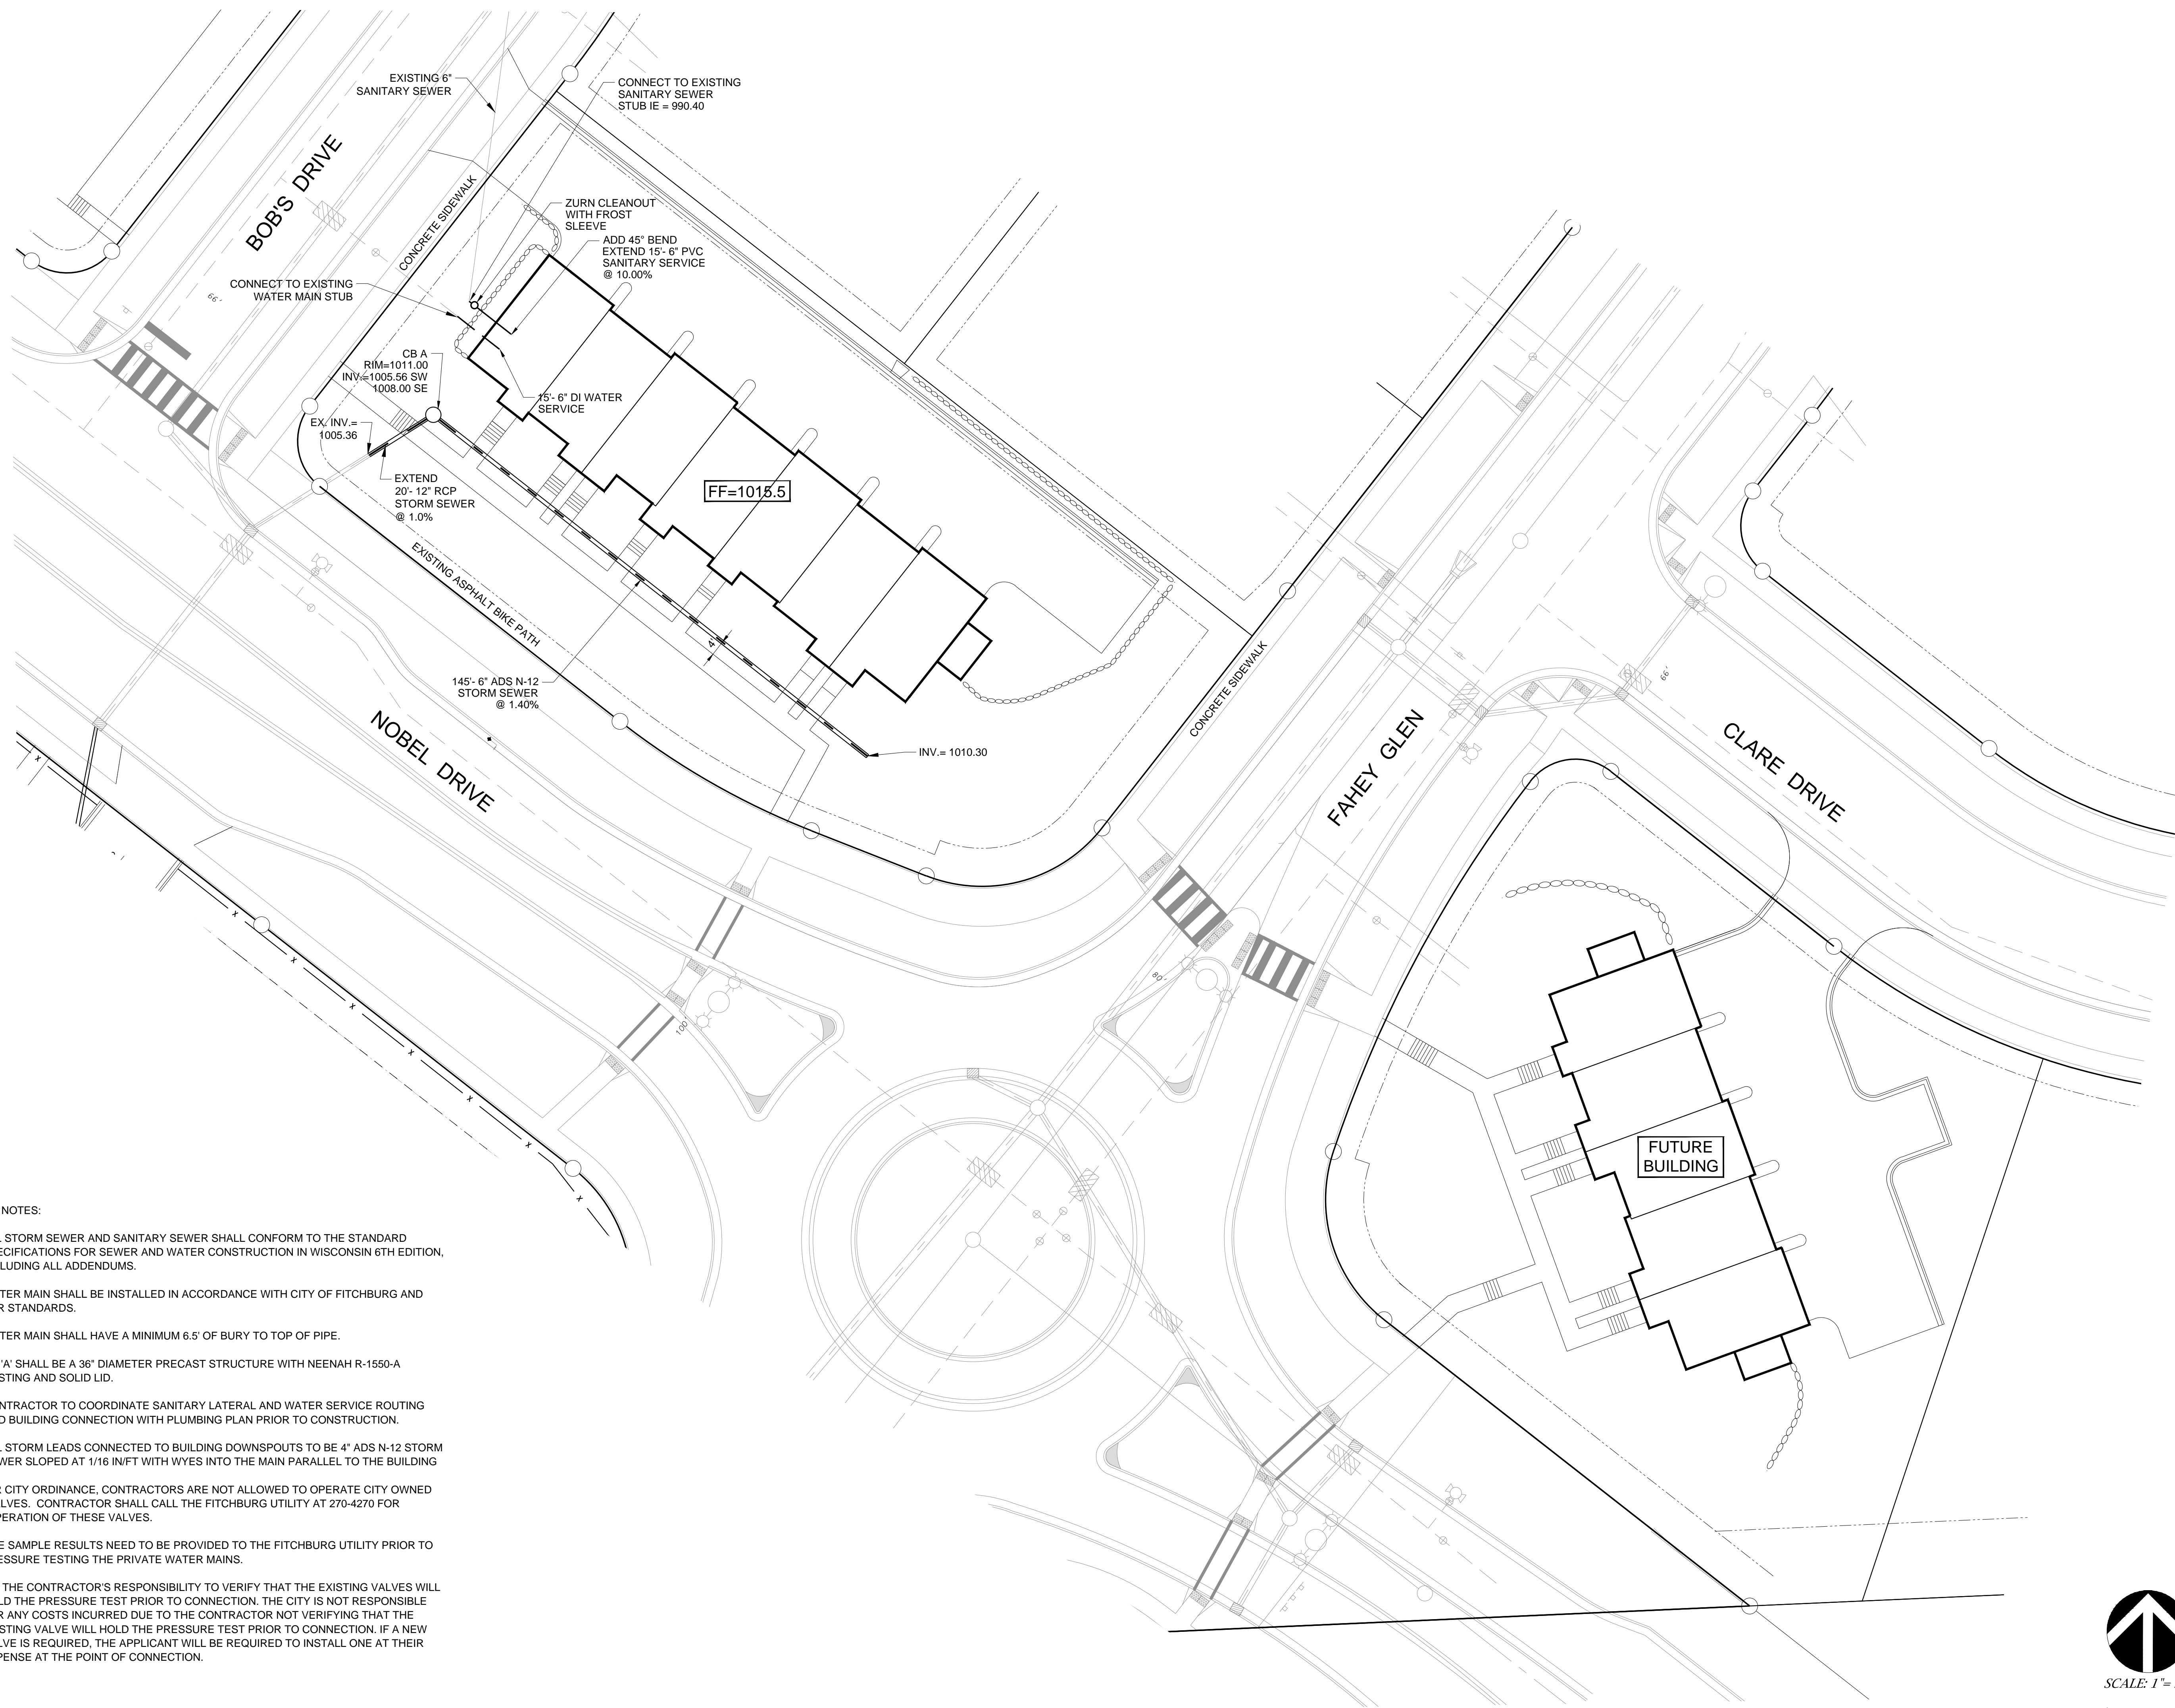 EXISTING 6"
SANITARY SEWER
CONNECT TO EXISTING
SANITARY SEWER
STUB IE = 990.40
BOB'S DRIVE
CONCRETE SIDEWALK
ZURN CLEANOUT
WITH FROST
SLEEVE
ADD 45° BEND
EXTEND 15'- 6" PVC
SANITARY SERVICE
@ 10.00%
CONNECT TO EXISTING
WATER MAIN STUB
66'
CB A
RIM=1011.00
INV.=1005.56 SW
1008.00 SE
15'- 6" DI WATER
SERVICE
EX. INV.=
1005.36
EXTEND
20'- 12" RCP
STORM SEWER
@ 1.0%
FF=1015.5
EXISTING ASPHALT BIKE PATH
4'
145'- 6" ADS N-12
STORM SEWER
@ 1.40%
INV.= 1010.30
NOBEL DRIVE
CONCRETE SIDEWALK
FAHEY GLEN
66'
CLARE DRIVE
x
x
x
x
x
x
x
x
80'
100'
FUTURE
BUILDING
NOTES:
STORM SEWER AND SANITARY SEWER SHALL CONFORM TO THE STANDARD
ECIFICATIONS FOR SEWER AND WATER CONSTRUCTION IN WISCONSIN 6TH EDITION,
LUDING ALL ADDENDUMS.
TER MAIN SHALL BE INSTALLED IN ACCORDANCE WITH CITY OF FITCHBURG AND
R STANDARDS.
TER MAIN SHALL HAVE A MINIMUM 6.5' OF BURY TO TOP OF PIPE.
'A' SHALL BE A 36" DIAMETER PRECAST STRUCTURE WITH NEENAH R-1550-A
STING AND SOLID LID.
NTRACTOR TO COORDINATE SANITARY LATERAL AND WATER SERVICE ROUTING
D BUILDING CONNECTION WITH PLUMBING PLAN PRIOR TO CONSTRUCTION.
STORM LEADS CONNECTED TO BUILDING DOWNSPOUTS TO BE 4" ADS N-12 STORM
WER SLOPED AT 1/16 IN/FT WITH WYES INTO THE MAIN PARALLEL TO THE BUILDING
R CITY ORDINANCE, CONTRACTORS ARE NOT ALLOWED TO OPERATE CITY OWNED
LVES. CONTRACTOR SHALL CALL THE FITCHBURG UTILITY AT 270-4270 FOR
PERATION OF THESE VALVES.
E SAMPLE RESULTS NEED TO BE PROVIDED TO THE FITCHBURG UTILITY PRIOR TO
ESSURE TESTING THE PRIVATE WATER MAINS.
THE CONTRACTOR'S RESPONSIBILITY TO VERIFY THAT THE EXISTING VALVES WILL
LD THE PRESSURE TEST PRIOR TO CONNECTION. THE CITY IS NOT RESPONSIBLE
R ANY COSTS INCURRED DUE TO THE CONTRACTOR NOT VERIFYING THAT THE
STING VALVE WILL HOLD THE PRESSURE TEST PRIOR TO CONNECTION. IF A NEW
LVE IS REQUIRED, THE APPLICANT WILL BE REQUIRED TO INSTALL ONE AT THEIR
PENSE AT THE POINT OF CONNECTION.
SCALE: 1"=